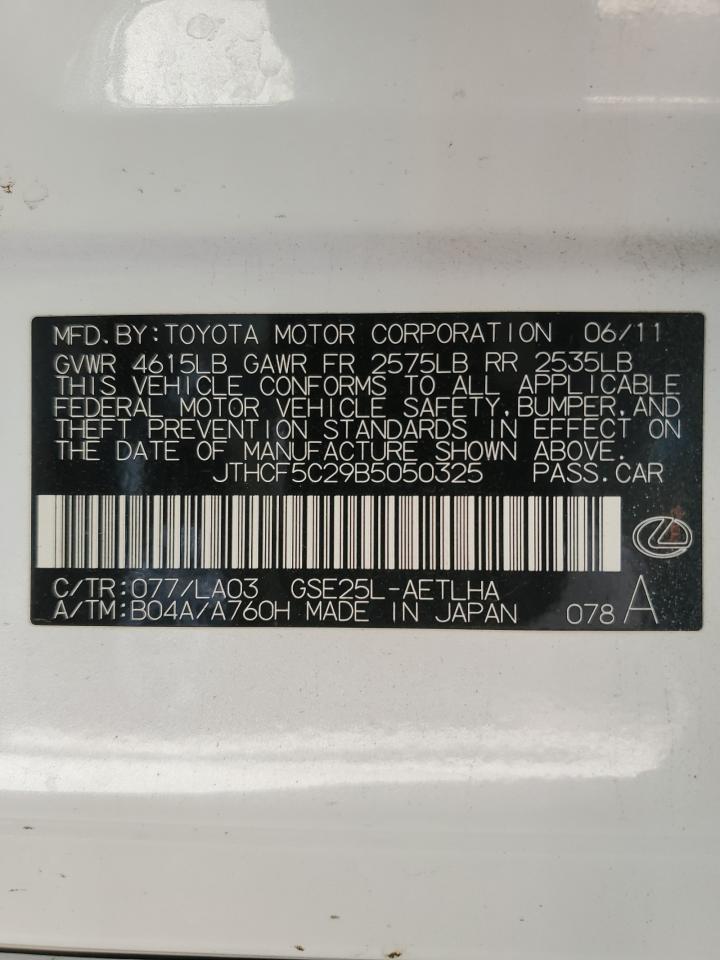 MFD.BY:TOYOTA MOTOR CORPORATION 06/11
GVWR 4615LB GAWR FR 2575LB RR 2535LB
THIS VEHICLE CONFORMS TO ALL APPLICABLE
FEDERAL MOTOR VEHICLE SAFETY,BUMPER,AND
THEFT PREVENTION STANDARDS IN EFFECT ON
THE DATE OF MANUFACTURE SHOWN ABOVE.
JTHCF5C29B5050325 PASS.CAR
C/TR:077/LA03 GSE25L-AETLHA
A/TM:B04A/A760H MADE IN JAPAN 078 A